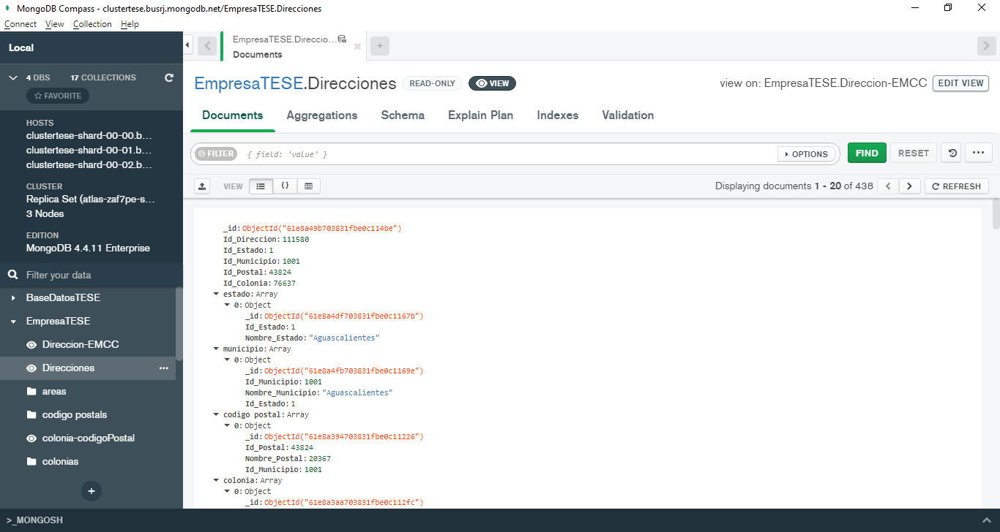 MongoDB Compass - clustertese.busrj.mongodb.net/EmpresaTESE.Direcciones
Connect View Collection Help
Local
4 DBS 17 COLLECTIONS
FAVORITE
HOSTS
clustertese-shard-00-00.b...
clustertese-shard-00-01.b...
clustertese-shard-00-02.b...
CLUSTER
Replica Set (atlas-zaf7pe-s...
3 Nodes
EDITION
MongoDB 4.4.11 Enterprise
Filter your data
BaseDatosTESE
EmpresaTESE
Direccion-EMCC
Direcciones ...
areas
codigo postals
colonia-codigoPostal
colonias
+
EmpresaTESE.Direccio...
Documents
+
EmpresaTESE.Direcciones READ-ONLY VIEW
view on: EmpresaTESE.Direccion-EMCC EDIT VIEW
Documents Aggregations Schema Explain Plan Indexes Validation
FILTER { field: 'value' } OPTIONS FIND RESET ...
VIEW {} Displaying documents 1 - 20 of 438 < > REFRESH
_id: ObjectId("61e8a49b703831fbe0c114be")
Id_Direccion: 111580
Id_Estado: 1
Id_Municipio: 1001
Id_Postal: 43824
Id_Colonia: 76637
estado: Array
0: Object
_id: ObjectId("61e8a4df703831fbe0c1167b")
Id_Estado: 1
Nombre_Estado: "Aguascalientes"
municipio: Array
0: Object
_id: ObjectId("61e8a4fb703831fbe0c1169e")
Id_Municipio: 1001
Nombre_Municipio: "Aguascalientes"
Id_Estado: 1
codigo postal: Array
0: Object
_id: ObjectId("61e8a394703831fbe0c11226")
Id_Postal: 43824
Nombre_Postal: 20367
Id_Municipio: 1001
colonia: Array
0: Object
_id: ObjectId("61e8a3aa703831fbe0c112fc")
>_MONGOSH